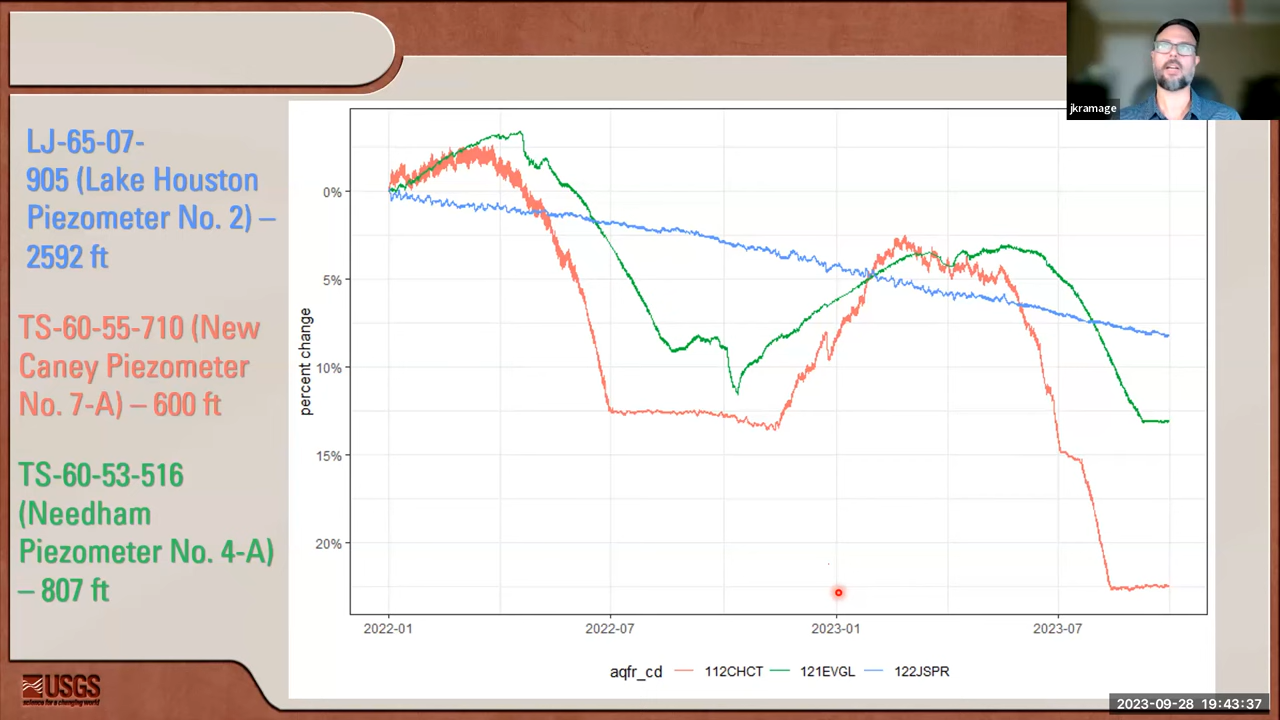 LJ-65-07-
905 (Lake Houston
Piezometer No. 2) –
2592 ft
TS-60-55-710 (New
Caney Piezometer
No. 7-A) – 600 ft
TS-60-53-516
(Needham
Piezometer No. 4-A)
– 807 ft
USGS
science for a changing world
percent change
0%
5%
10%
15%
20%
2022-01
2022-07
2023-01
2023-07
aqfr_cd
112CHCT
121EVGL
122JSPR
jkramage
2023-09-28 19:43:37